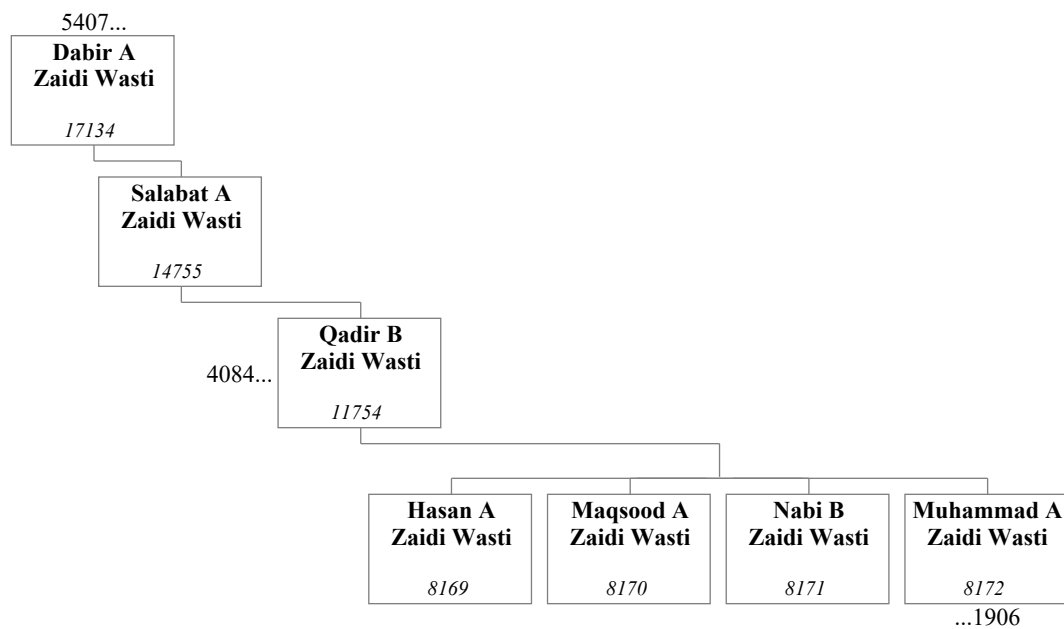 5407...
Dabir A
Zaidi Wasti
17134
Salabat A
Zaidi Wasti
14755
Qadir B
Zaidi Wasti
4084...
11754
Hasan A
Zaidi Wasti
8169
Maqsood A
Zaidi Wasti
8170
Nabi B
Zaidi Wasti
8171
Muhammad A
Zaidi Wasti
8172
...1906